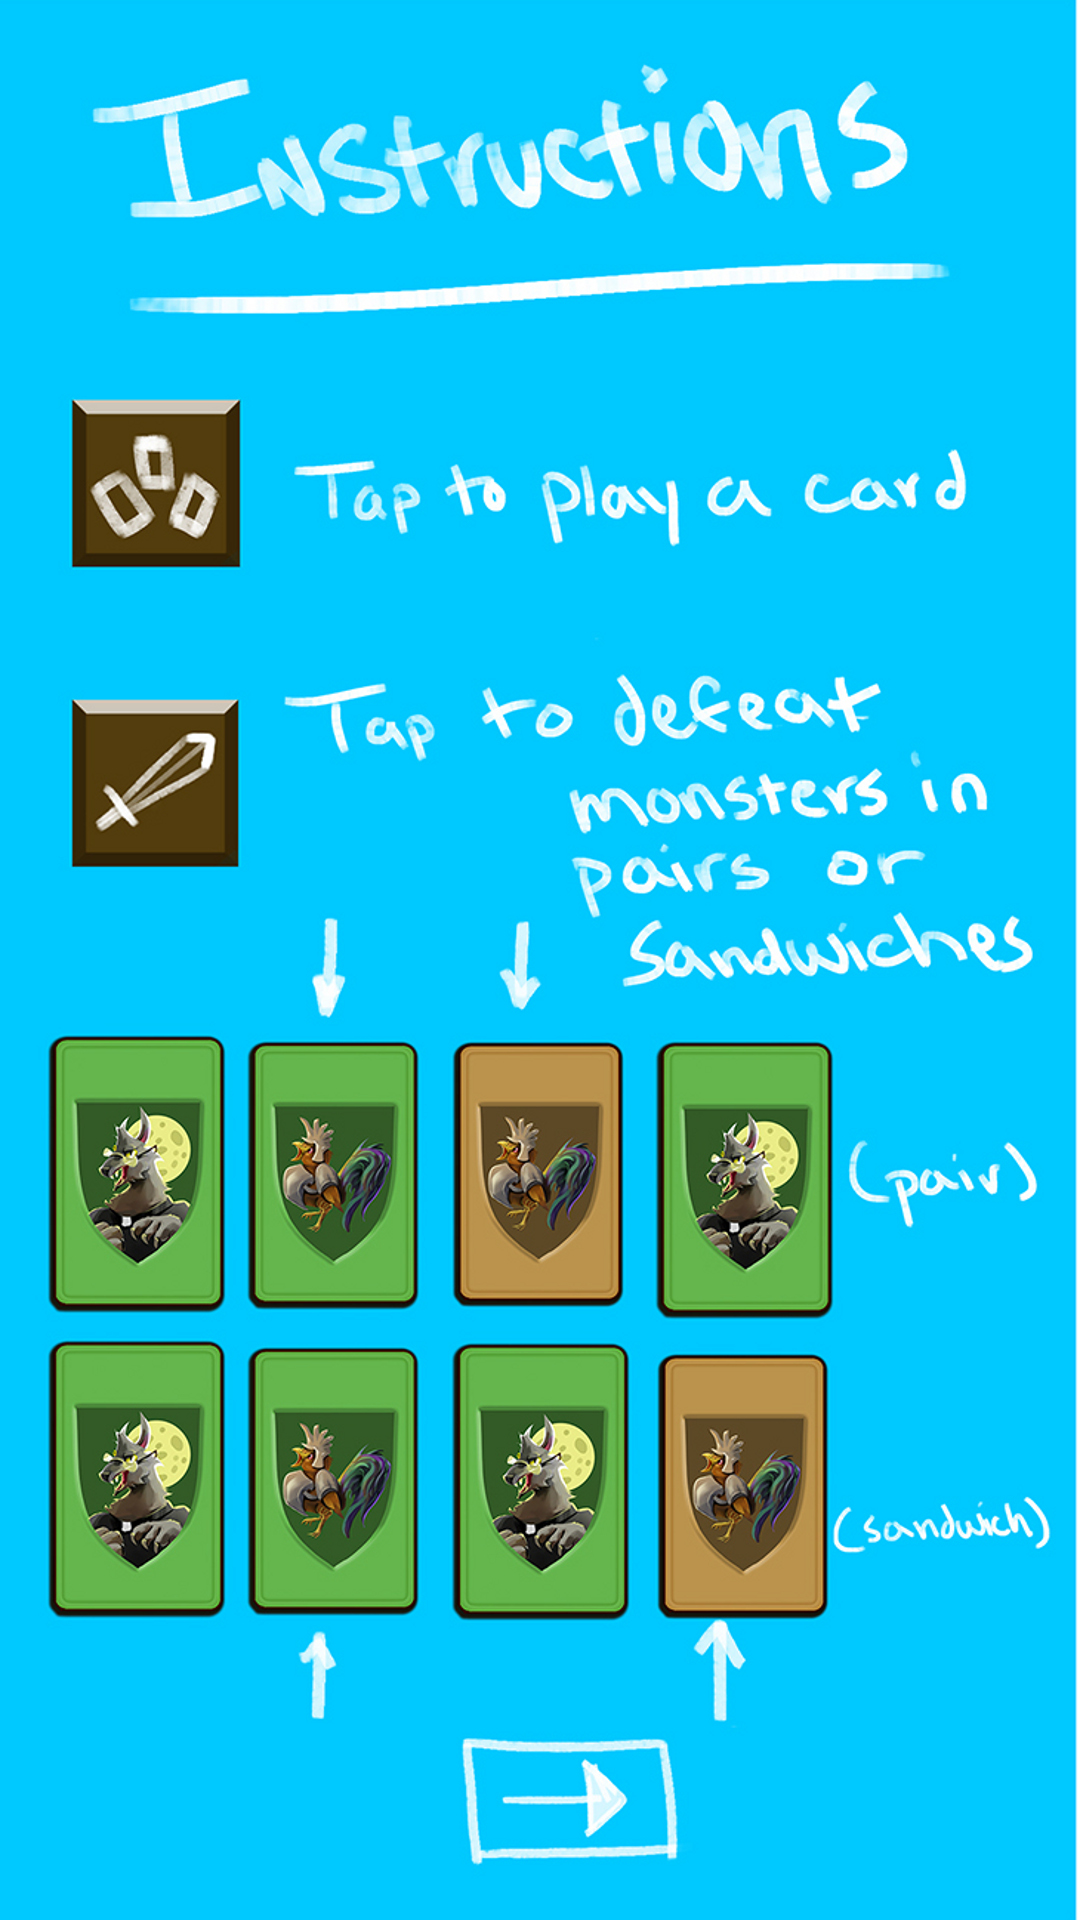 Instructions
Tap to play a card
Tap to defeat
monsters in
pairs or
Sandwiches
(pair)
(sandwich)